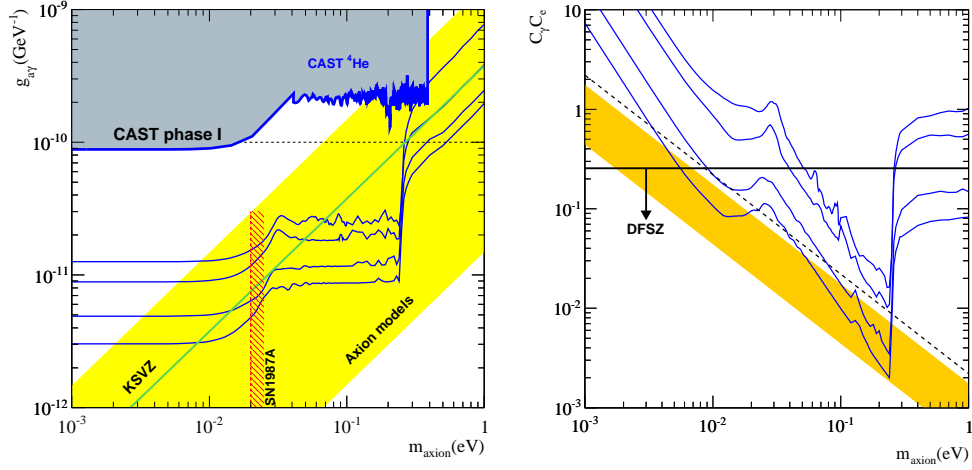 g_aγ(GeV^-1)
10^-9
10^-10
10^-11
10^-12
CAST ^4He
CAST phase I
KSVZ
SN1987A
Axion models
10^-3
10^-2
10^-1
1
m_axion(eV)
C_γC_e
10
1
10^-1
10^-2
10^-3
DFSZ
10^-3
10^-2
10^-1
1
m_axion(eV)